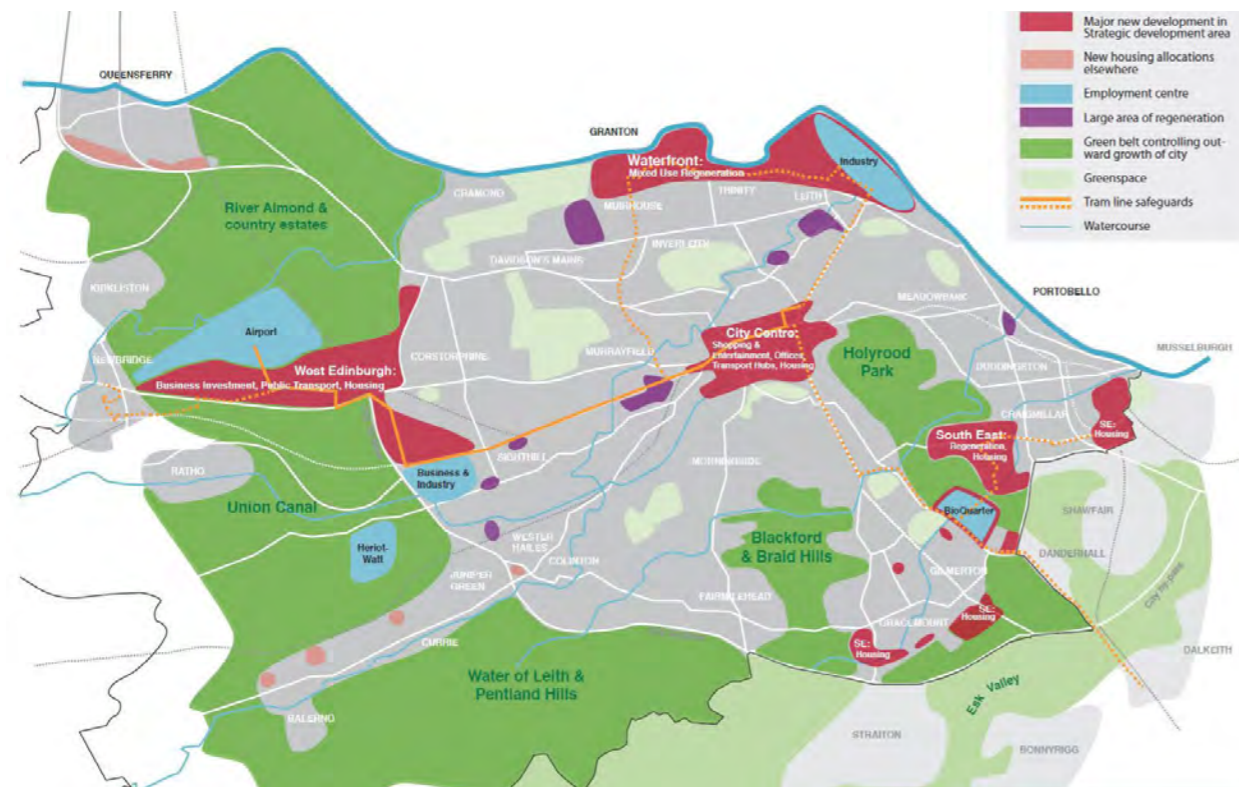 Major new development in
Strategic development area
New housing allocations
elsewhere
Employment centre
Large area of regeneration
Green belt controlling out-
ward growth of city
Greenspace
Tram line safeguards
Watercourse
QUEENSFERRY
GRANTON
Waterfront:
Mixed Use Regeneration
Industry
CRAMOND
MUIRHOUSE
TRINITY
LEITH
River Almond &
country estates
INVERLEITH
DAVIDSON'S MAINS
KIRKLISTON
MEADOWBANK
PORTOBELLO
Airport
City Centre:
Shopping &
Entertainment, Offices,
Transport Hubs, Housing
MUSSELBURGH
NEWBRIDGE
CORSTORPHINE
MURRAYFIELD
Holyrood
Park
West Edinburgh:
Business Investment, Public Transport, Housing
DUDDINGSTON
CRAIGMILLAR
SE:
Housing
South East:
Regeneration,
Housing
RATHO
Business &
Industry
SIGHTHILL
MORNINGSIDE
Union Canal
BioQuarter
SHAWFAIR
Heriot-
Watt
WESTER
HAILES
COLINTON
Blackford
& Braid Hills
DANDERHALL
JUNIPER
GREEN
GILMERTON
City by-pass
FAIRMILEHEAD
GRACEMOUNT
SE:
Housing
CURRIE
SE:
Housing
DALKEITH
Water of Leith &
Pentland Hills
Esk Valley
BALERNO
STRAITON
BONNYRIGG